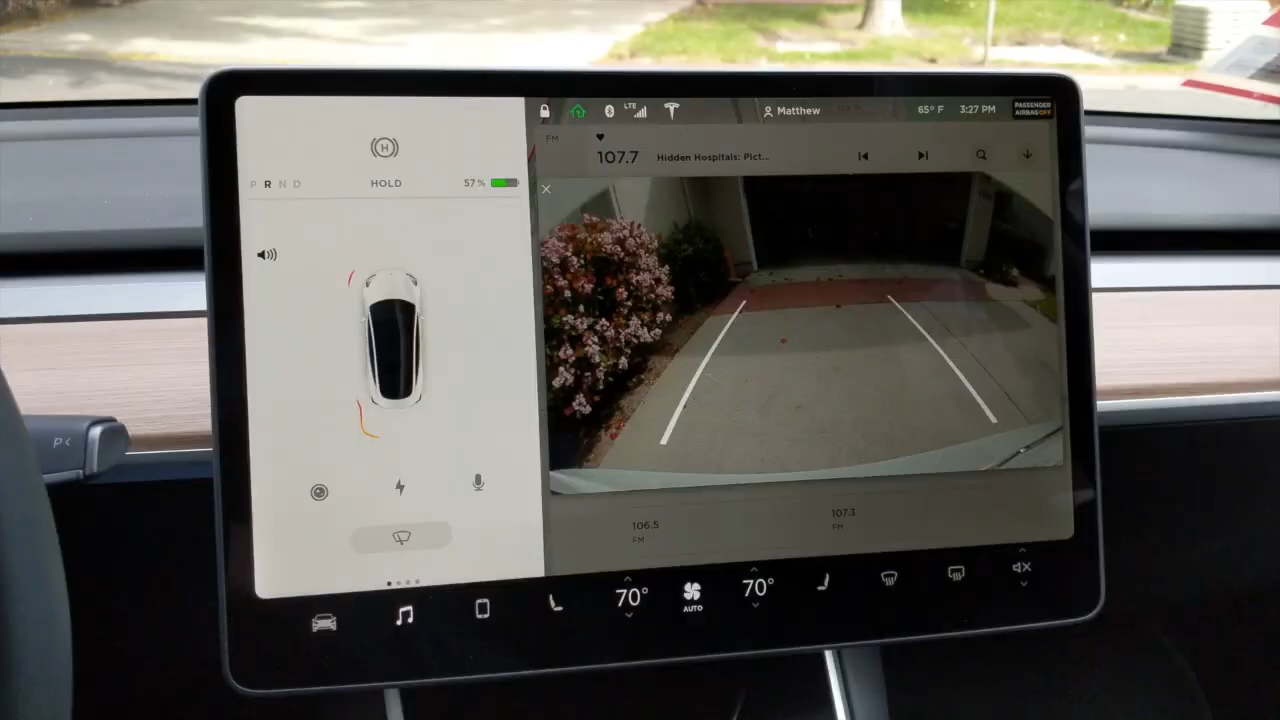 LTE
Matthew
65° F
3:27 PM
PASSENGER
AIRBAG OFF
H
P R N D
HOLD
57 %
FM
107.7
Hidden Hospitals: Pict...
106.5
FM
107.3
FM
P<
70°
AUTO
70°